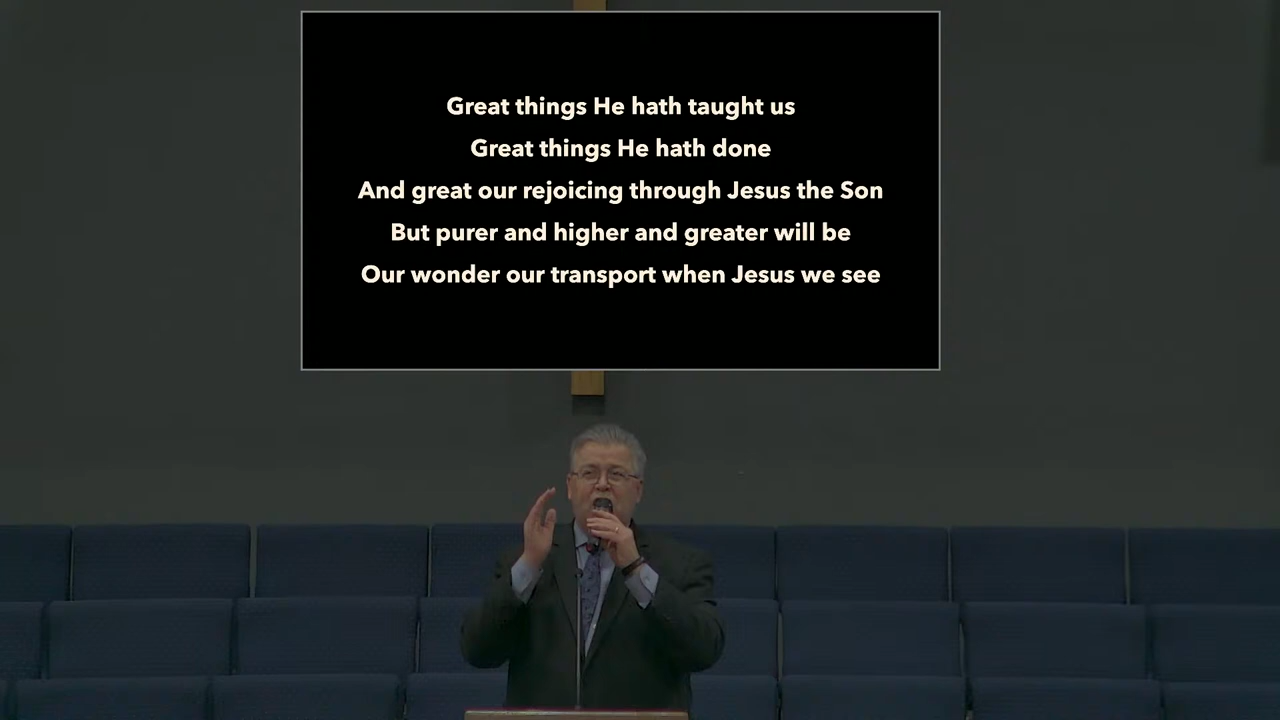 Great things He hath taught us
Great things He hath done
And great our rejoicing through Jesus the Son
But purer and higher and greater will be
Our wonder our transport when Jesus we see